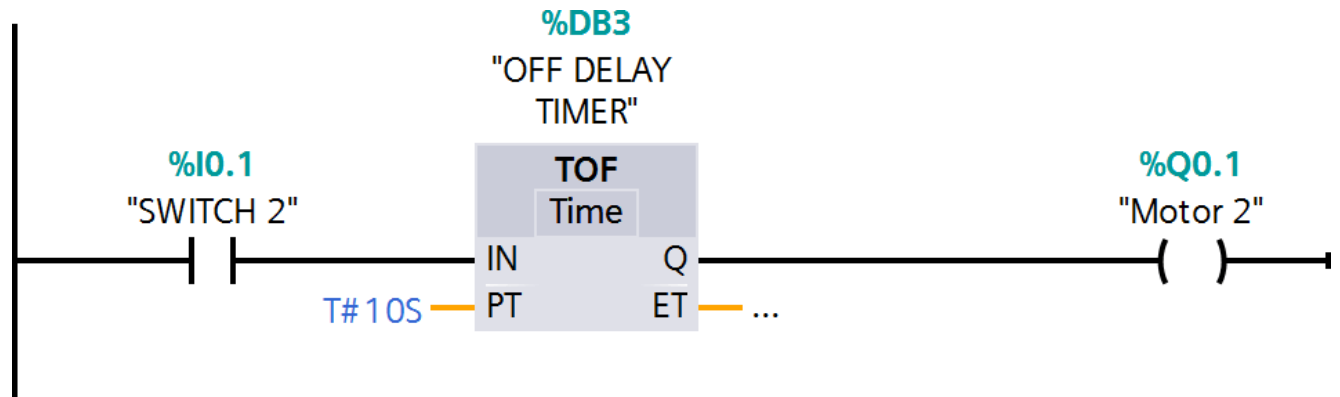 %DB3
"OFF DELAY
TIMER"
%I0.1
"SWITCH 2"
TOF
Time
%Q0.1
"Motor 2"
IN
Q
T#10S
PT
ET
...